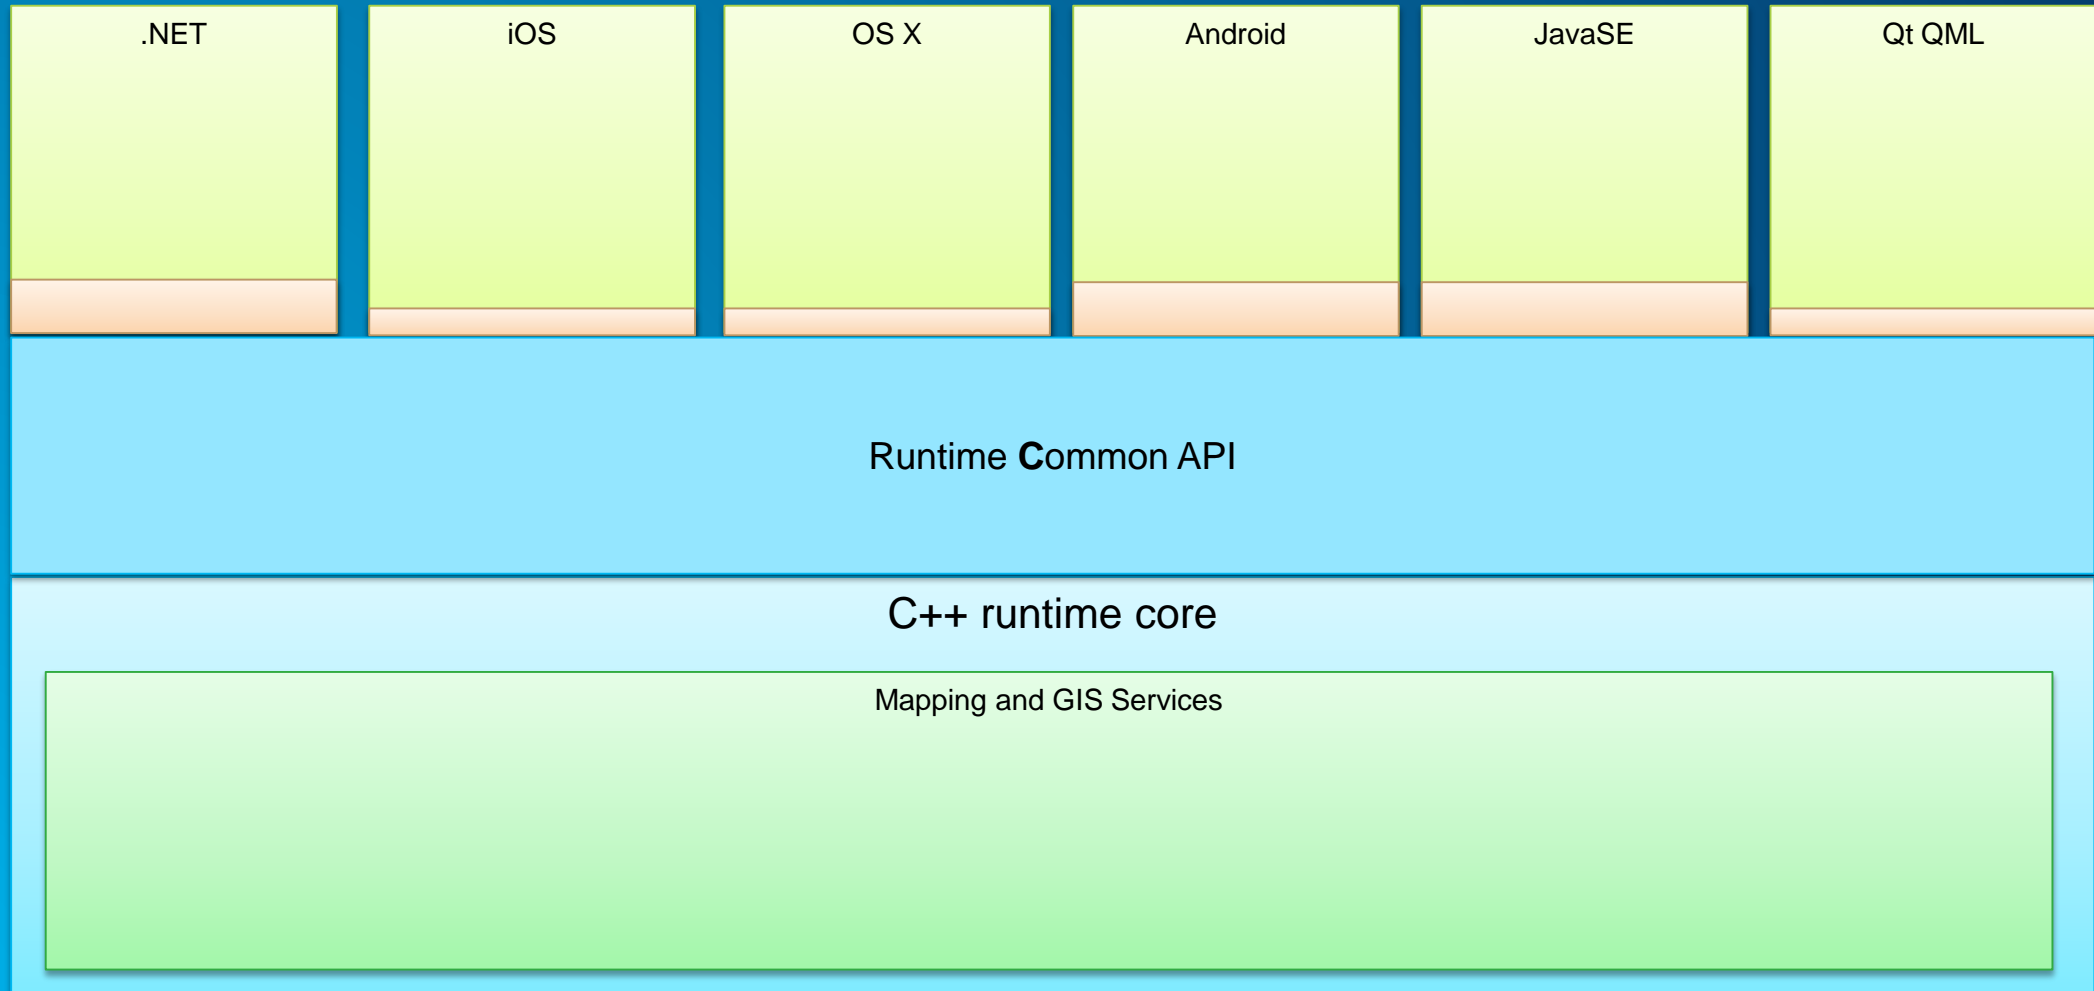 .NET
iOS
OS X
Android
JavaSE
Qt QML
Runtime Common API
C++ runtime core
Mapping and GIS Services